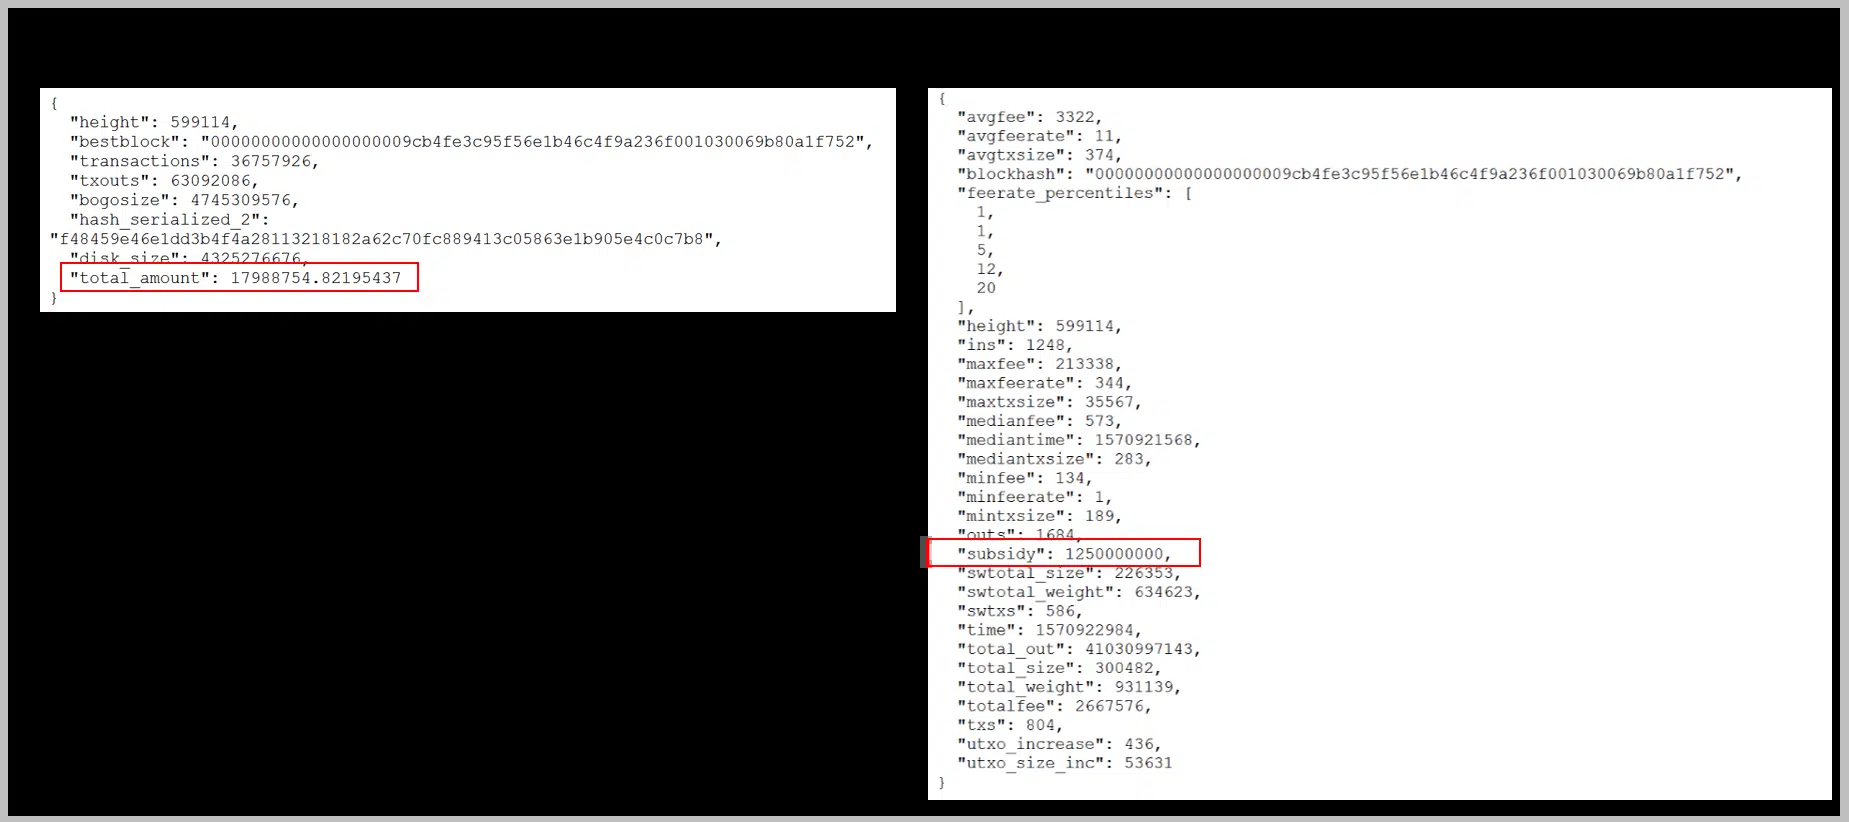 {
"height": 599114,
"bestblock": "00000000000000000009cb4fe3c95f56e1b46c4f9a236f001030069b80a1f752",
"transactions": 36757926,
"txouts": 63092086,
"bogosize": 4745309576,
"hash_serialized_2":
"f48459e46e1dd3b4f4a28113218182a62c70fc889413c05863e1b905e4c0c7b8",
"disk_size": 4325276676,
"total_amount": 17988754.82195437
}
{
"avgfee": 3322,
"avgfeerate": 11,
"avgtxsize": 374,
"blockhash": "00000000000000000009cb4fe3c95f56e1b46c4f9a236f001030069b80a1f752",
"feerate_percentiles": [
1,
1,
5,
12,
20
],
"height": 599114,
"ins": 1248,
"maxfee": 213338,
"maxfeerate": 344,
"maxtxsize": 35567,
"medianfee": 573,
"mediantime": 1570921568,
"mediantxsize": 283,
"minfee": 134,
"minfeerate": 1,
"mintxsize": 189,
"outs": 1684,
"subsidy": 1250000000,
"swtotal_size": 226353,
"swtotal_weight": 634623,
"swtxs": 586,
"time": 1570922984,
"total_out": 41030997143,
"total_size": 300482,
"total_weight": 931139,
"totalfee": 2667576,
"txs": 804,
"utxo_increase": 436,
"utxo_size_inc": 53631
}